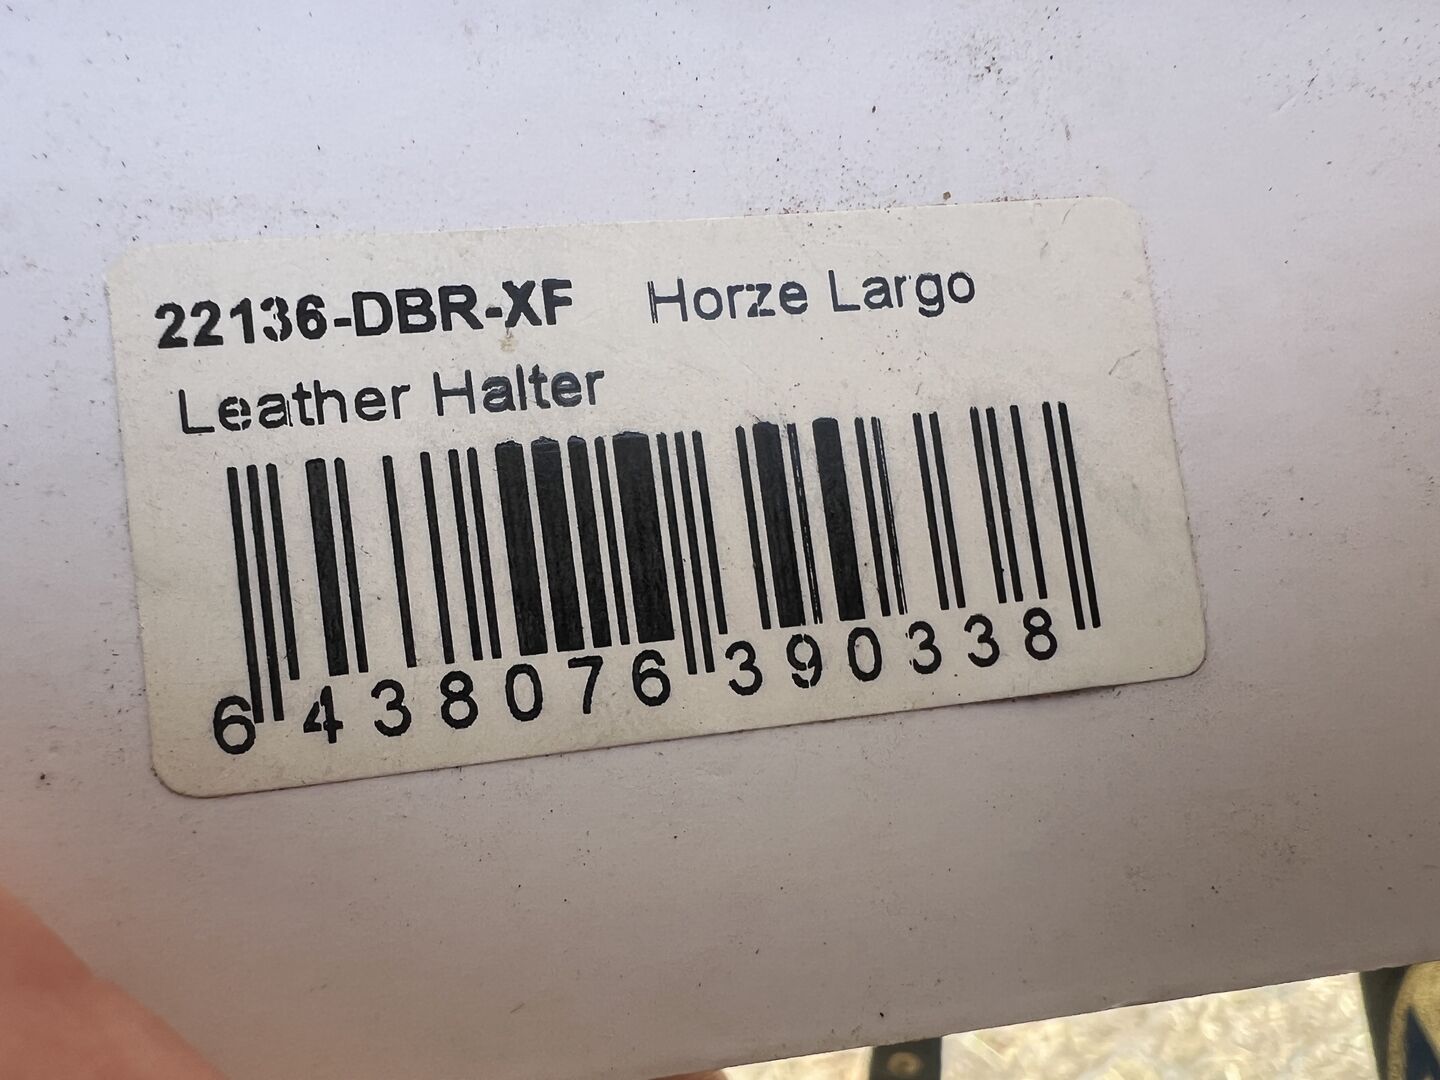 22136-DBR-XF Horze Largo
Leather Halter
6 438076 390338